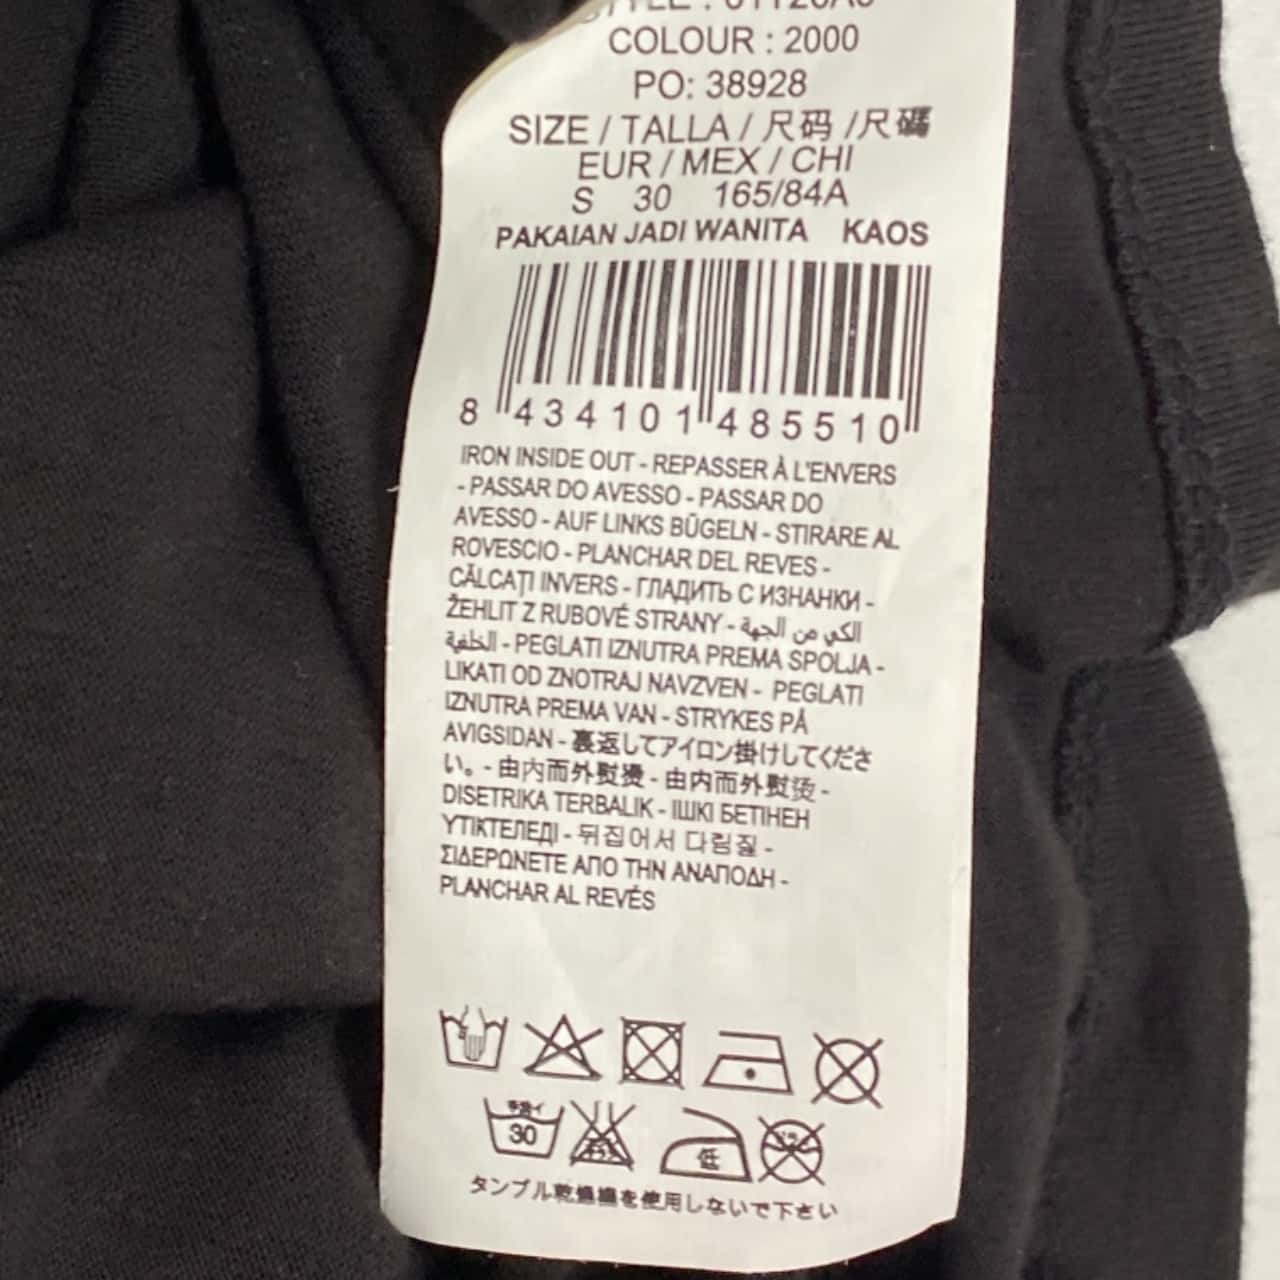 COLOUR : 2000
PO: 38928
SIZE / TALLA / 尺码 /尺碼
EUR / MEX / CHI
S 30 165/84A
PAKAIAN JADI WANITA KAOS
8 434101 485510
IRON INSIDE OUT - REPASSER À L'ENVERS
- PASSAR DO AVESSO - PASSAR DO
AVESSO - AUF LINKS BÜGELN - STIRARE AL
ROVESCIO - PLANCHAR DEL REVES -
CĂLCAȚI INVERS - ГЛАДИТЬ С ИЗНАНКИ -
ŽEHLIT Z RUBOVÉ STRANY - الكي من الجهة
الخلفية - PEGLATI IZNUTRA PREMA SPOLJA -
LIKATI OD ZNOTRAJ NAVZVEN - PEGLATI
IZNUTRA PREMA VAN - STRYKES PÅ
AVIGSIDAN - 裏返してアイロン掛けしてくださ
い。- 由内而外熨燙 - 由内而外熨烫 -
DISETRIKA TERBALIK - ІШКІ БЕТІНЕН
ҮТІКТЕЛЕДІ - 뒤집어서 다림질 -
ΣΙΔΕΡΩΝΕΤΕ ΑΠΟ ΤΗΝ ΑΝΑΠΟΔΗ -
PLANCHAR AL REVÉS
手洗イ
30
低
タンブル乾燥機を使用しないで下さい